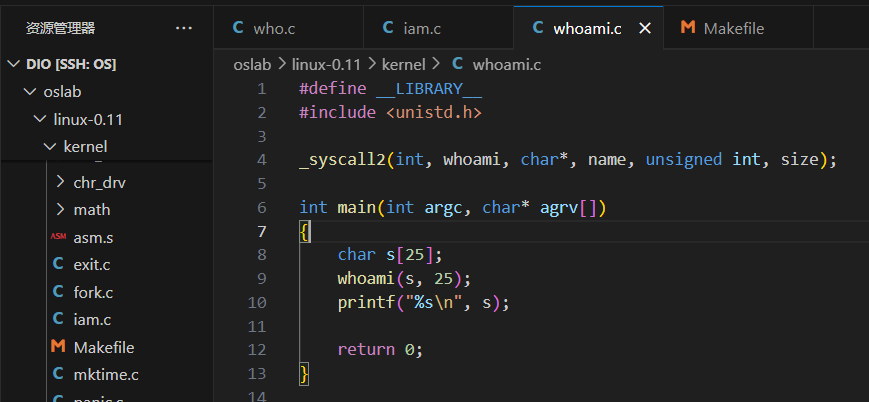 资源管理器 ···
DIO [SSH: OS]
oslab
linux-0.11
kernel
chr_drv
math
ASM asm.s
C exit.c
C fork.c
C iam.c
M Makefile
C mktime.c
C who.c
C iam.c
C whoami.c ×
M Makefile
oslab > linux-0.11 > kernel > C whoami.c
1 #define __LIBRARY__
2 #include <unistd.h>
3
4 _syscall2(int, whoami, char*, name, unsigned int, size);
5
6 int main(int argc, char* agrv[])
7 {
8     char s[25];
9     whoami(s, 25);
10     printf("%s\n", s);
11
12     return 0;
13 }
14